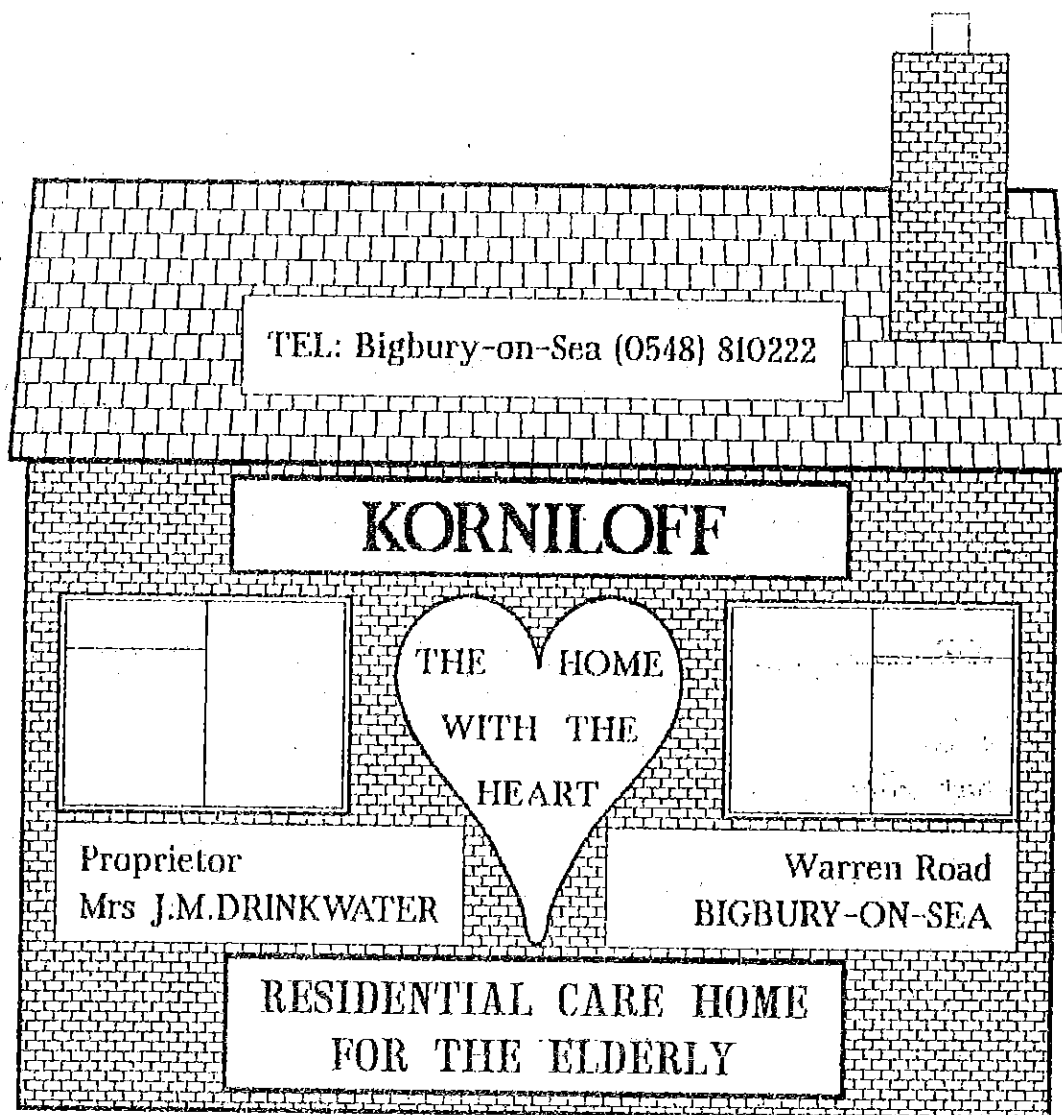 TEL: Bigbury-on-Sea (0548) 810222
KORNILOFF
THE HOME
WITH THE
HEART
Proprietor
Mrs J.M.DRINKWATER
Warren Road
BIGBURY-ON-SEA
RESIDENTIAL CARE HOME
FOR THE ELDERLY